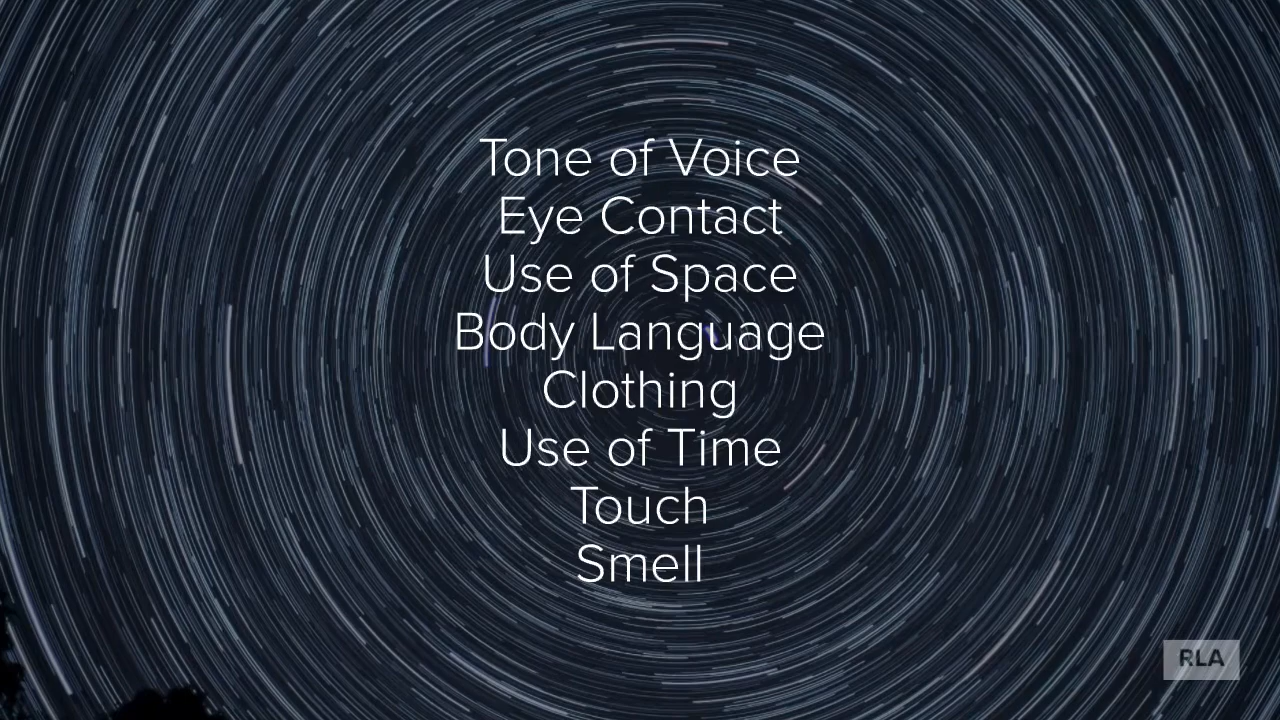 Tone of Voice
Eye Contact
Use of Space
Body Language
Clothing
Use of Time
Touch
Smell
RLA